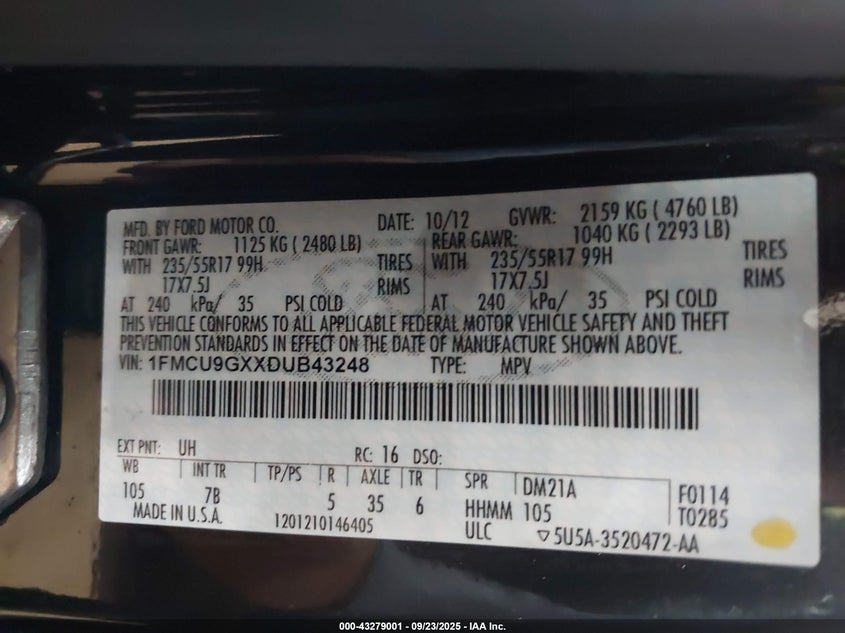 MFD. BY FORD MOTOR CO. DATE: 10/12 GVWR: 2159 KG ( 4760 LB)
FRONT GAWR: 1125 KG ( 2480 LB) REAR GAWR: 1040 KG ( 2293 LB)
WITH 235/55R17 99H TIRES WITH 235/55R17 99H TIRES
17X7.5J RIMS 17X7.5J RIMS
AT 240 kPa/ 35 PSI COLD AT 240 kPa/ 35 PSI COLD
THIS VEHICLE CONFORMS TO ALL APPLICABLE FEDERAL MOTOR VEHICLE SAFETY AND THEFT
PREVENTION STANDARDS IN EFFECT ON THE DATE OF MANUFACTURE SHOWN ABOVE.
VIN: 1FMCU9GXXDUB43248 TYPE: MPV
EXT PNT: UH RC: 16 DSO:
WB INT TR TP/PS R AXLE TR SPR DM21A F0114
105 7B 5 35 6 HHMM 105 T0285
MADE IN U.S.A. 1201210146405 ULC ▽5U5A-3520472-AA
000-43279001 - 09/23/2025 - IAA Inc.